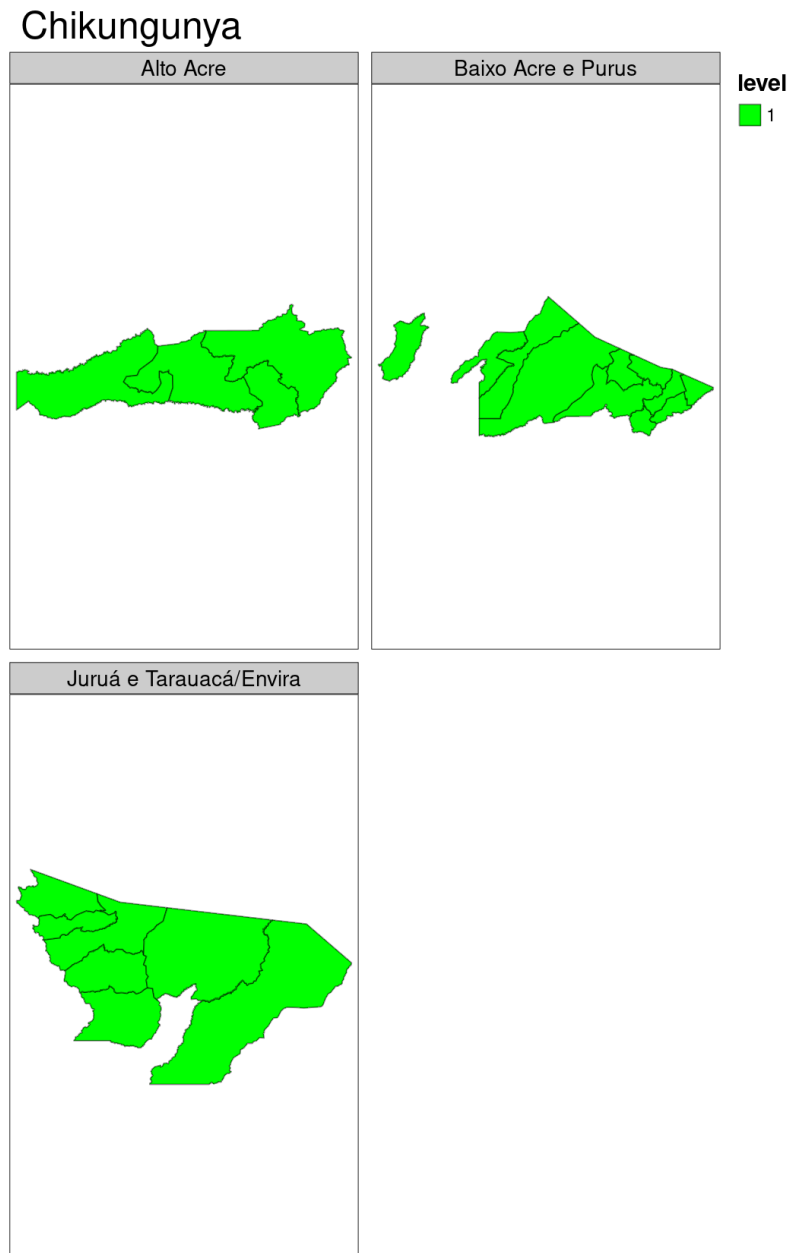 Chikungunya
Alto Acre
Baixo Acre e Purus
level
1
Juruá e Tarauacá/Envira